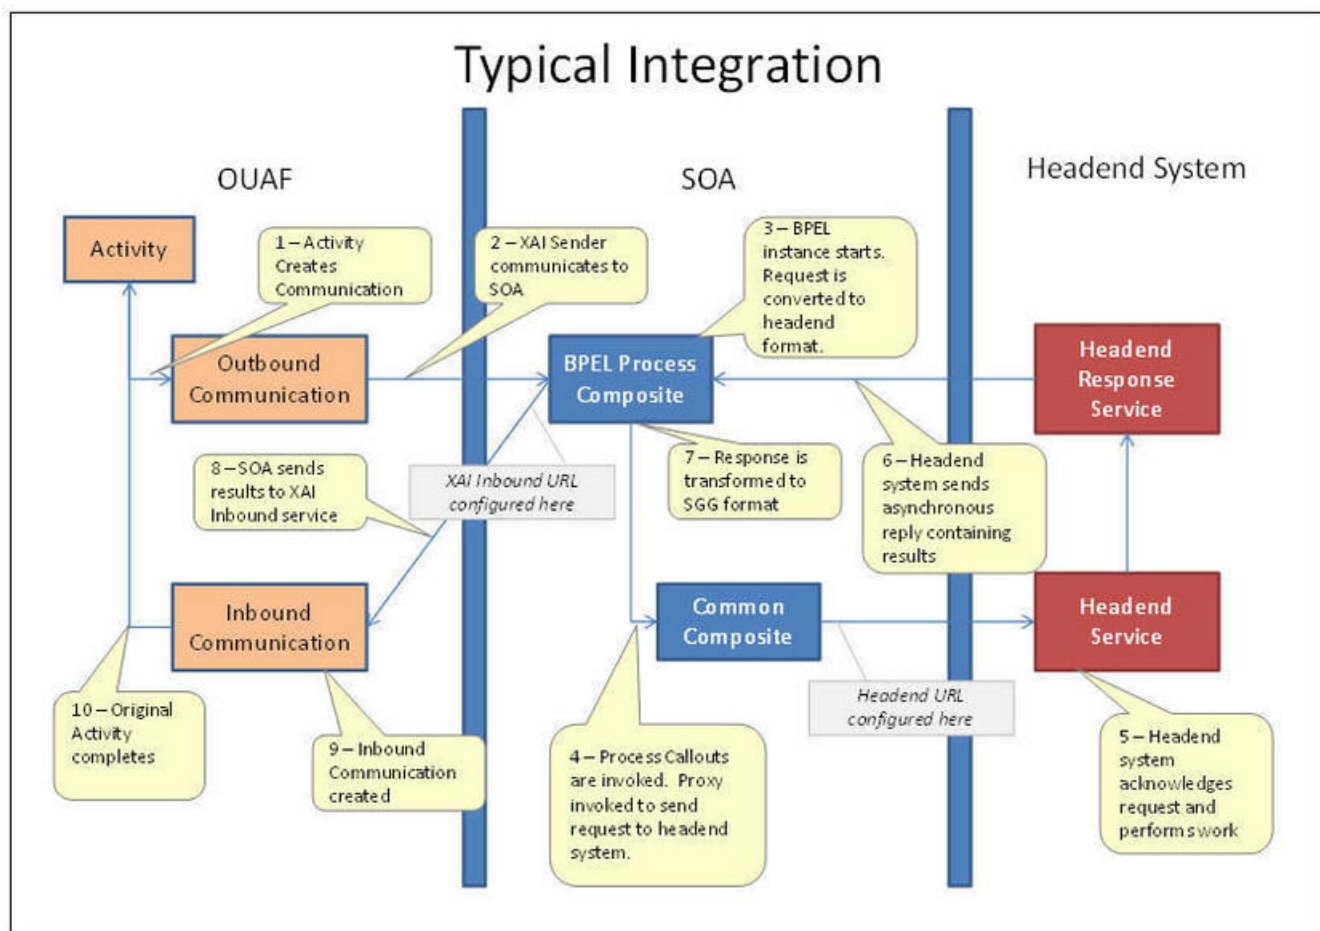 Typical Integration
OUAF
SOA
Headend System
Activity
1 – Activity
Creates
Communication
2 – XAI Sender
communicates to
SOA
3 – BPEL
instance starts.
Request is
converted to
headend
format.
Outbound
Communication
BPEL Process
Composite
Headend
Response
Service
8 – SOA sends
results to XAI
Inbound service
XAI Inbound URL
configured here
7 – Response is
transformed to
SGG format
6 – Headend
system sends
asynchronous
reply containing
results
Inbound
Communication
Common
Composite
Headend
Service
10 – Original
Activity
completes
9 – Inbound
Communication
created
4 – Process Callouts
are invoked.  Proxy
invoked to send
request to headend
system.
Headend URL
configured here
5 – Headend
system
acknowledges
request and
performs work